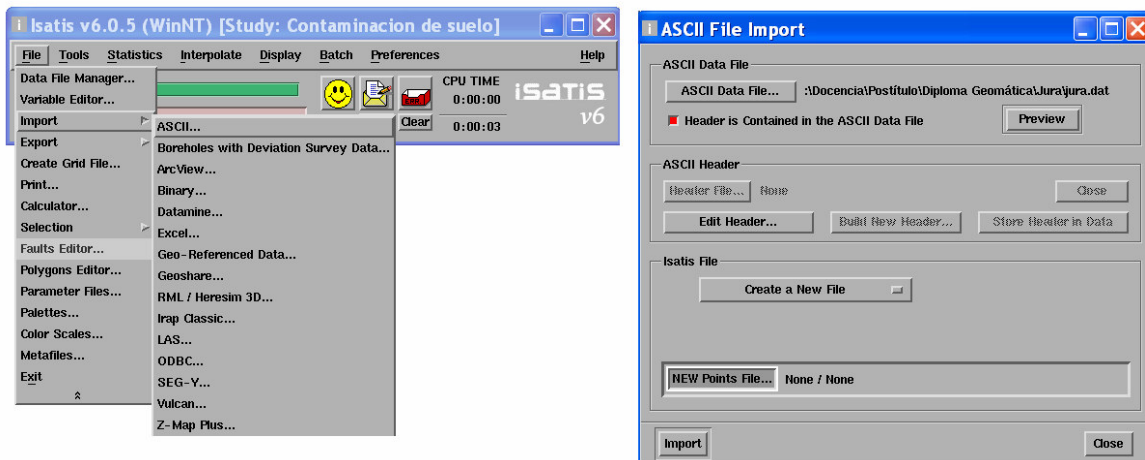 Isatis v6.0.5 (WinNT) [Study: Contaminacion de suelo]
File Tools Statistics Interpolate Display Batch Preferences Help
Data File Manager...
Variable Editor...
Import
Export
Create Grid File...
Print...
Calculator...
Selection
Faults Editor...
Polygons Editor...
Parameter Files...
Palettes...
Color Scales...
Metafiles...
Exit
ASCII...
Boreholes with Deviation Survey Data...
ArcView...
Binary...
Datamine...
Excel...
Geo-Referenced Data...
Geoshare...
RML / Heresim 3D...
Irap Classic...
LAS...
ODBC...
SEG-Y...
Vulcan...
Z-Map Plus...
CPU TIME
0:00:00
Clear 0:00:03
isatis
v6
ASCII File Import
ASCII Data File
ASCII Data File... :\Docencia\Postítulo\Diploma Geomática\Jura\jura.dat
Header is Contained in the ASCII Data File Preview
ASCII Header
Header File... None Close
Edit Header... Build New Header... Store Header in Data
Isatis File
Create a New File
NEW Points File... None / None
Import Close